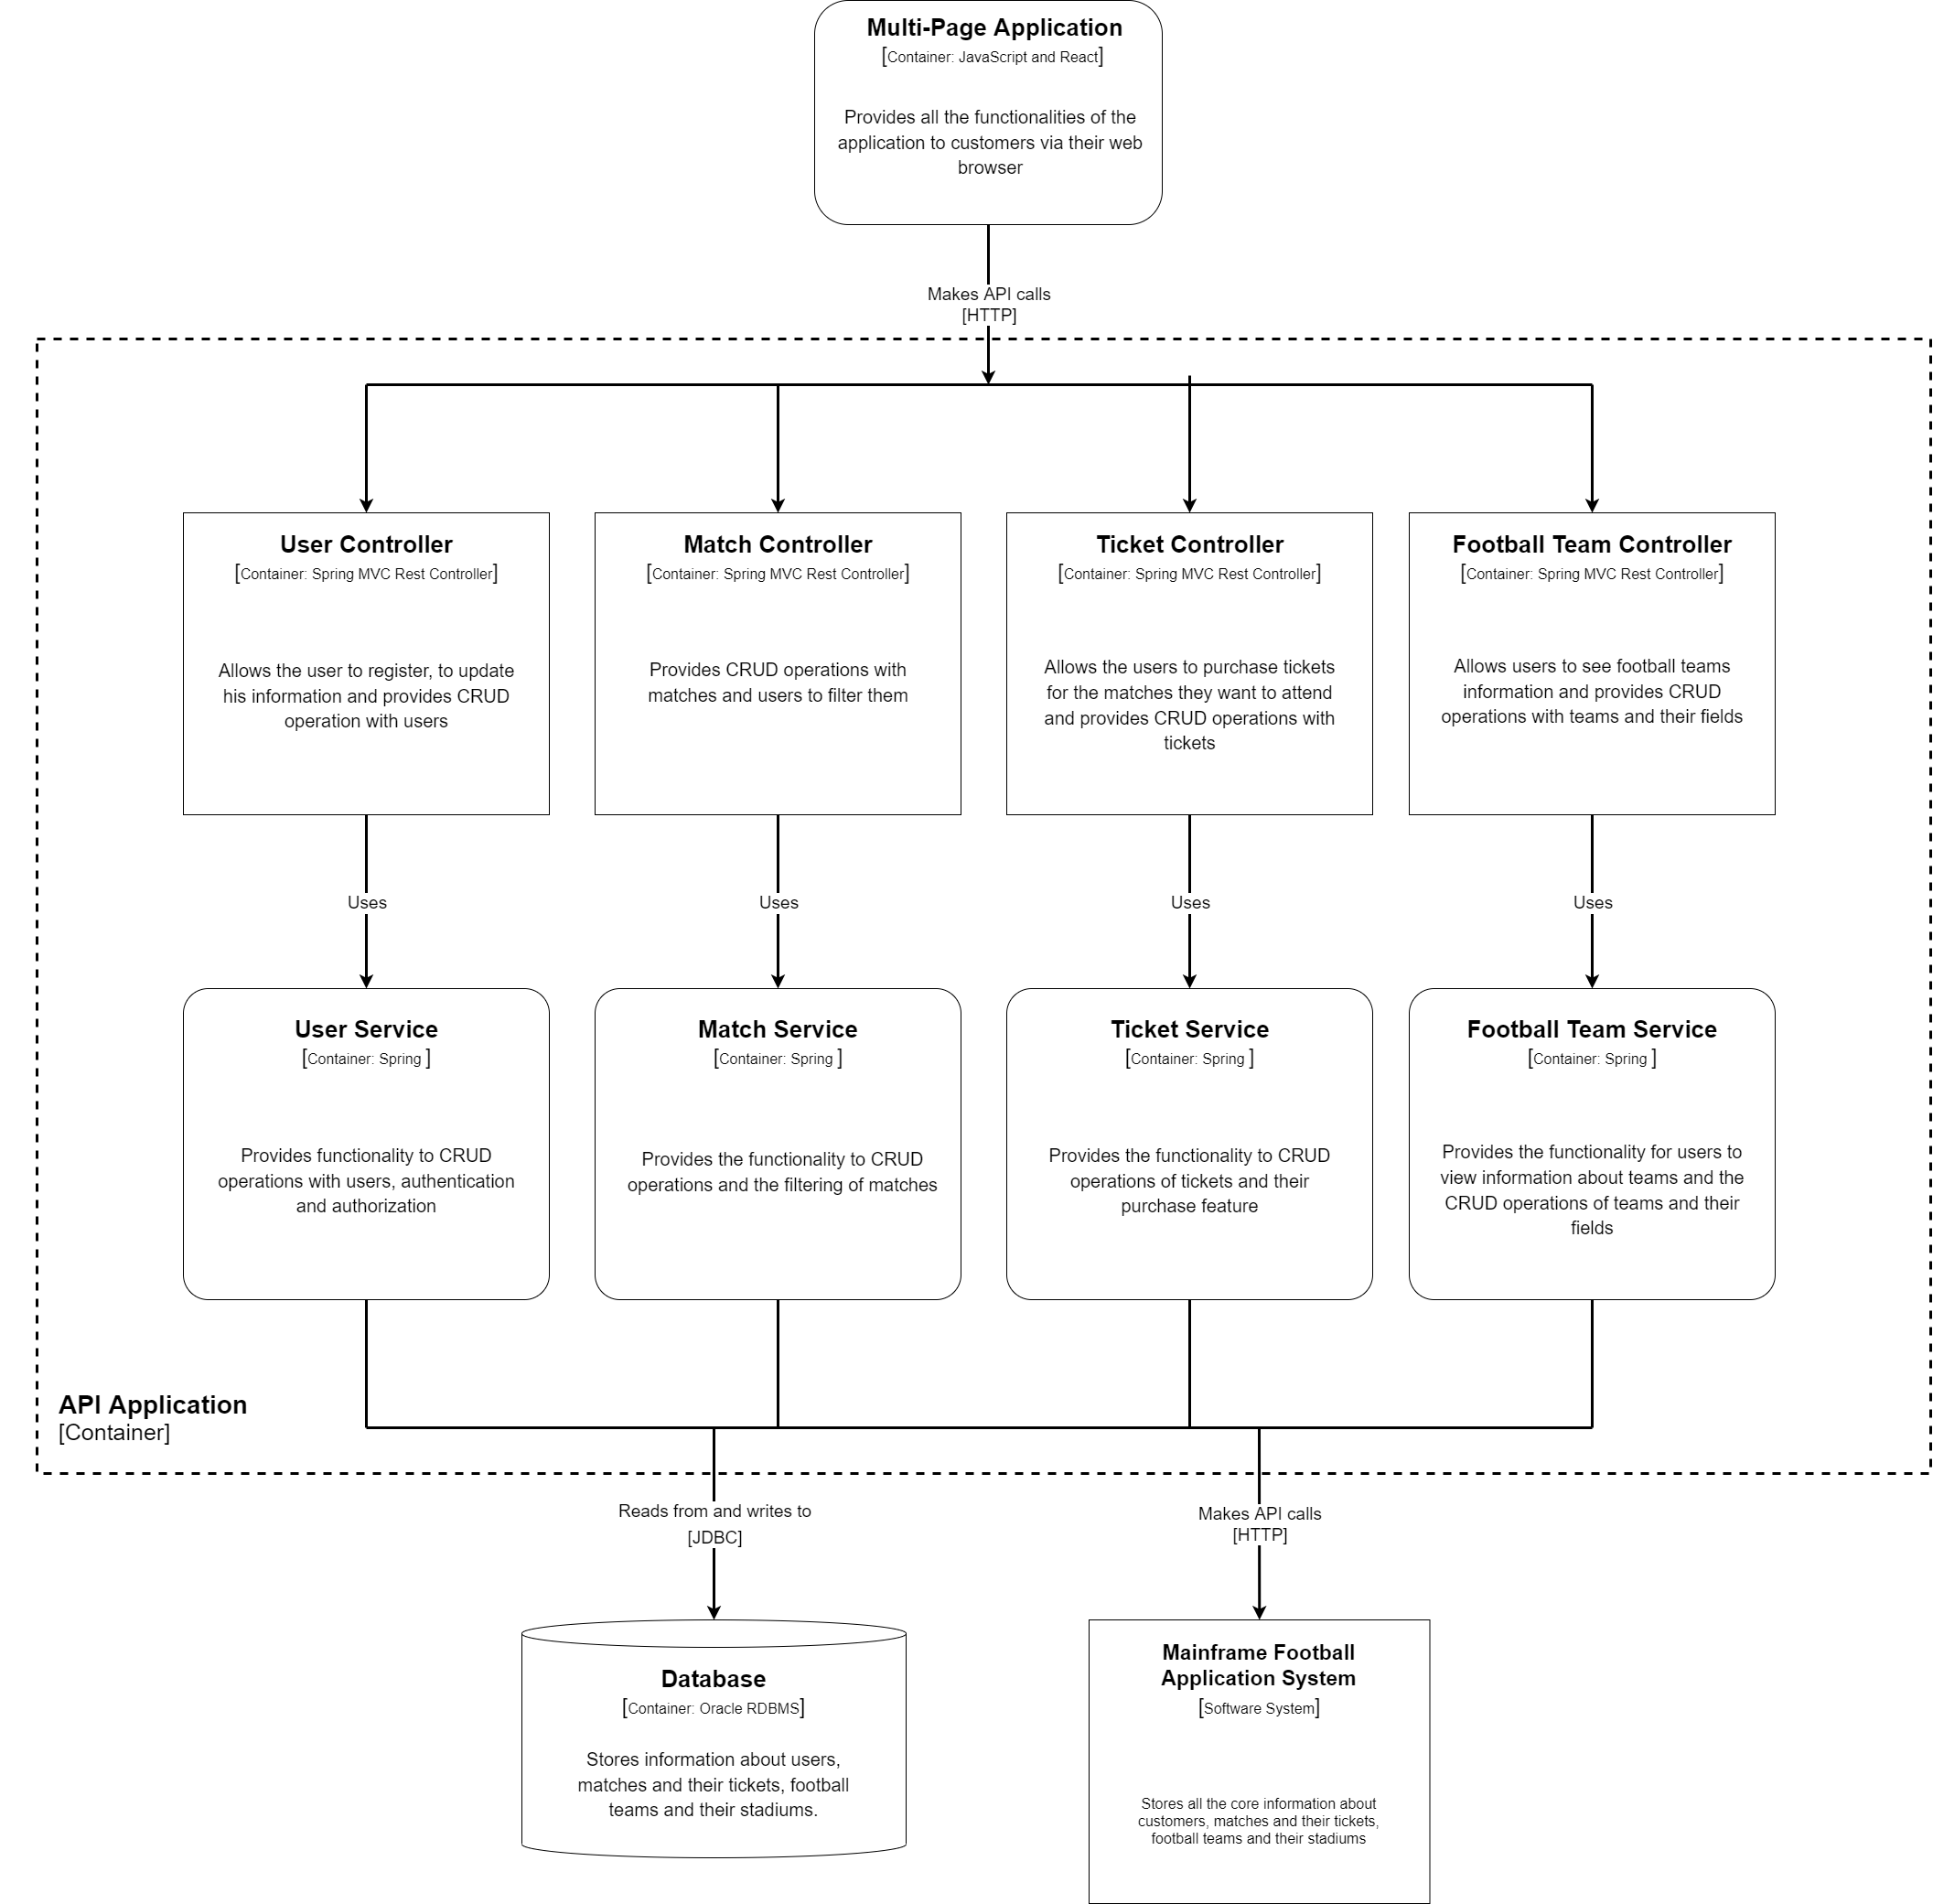 Multi-Page Application
[Container: JavaScript and React]
Provides all the functionalities of the
application to customers via their web
browser
Makes API calls
[HTTP]
User Controller
[Container: Spring MVC Rest Controller]
Allows the user to register, to update
his information and provides CRUD
operation with users
Match Controller
[Container: Spring MVC Rest Controller]
Provides CRUD operations with
matches and users to filter them
Ticket Controller
[Container: Spring MVC Rest Controller]
Allows the users to purchase tickets
for the matches they want to attend
and provides CRUD operations with
tickets
Football Team Controller
[Container: Spring MVC Rest Controller]
Allows users to see football teams
information and provides CRUD
operations with teams and their fields
Uses
Uses
Uses
Uses
User Service
[Container: Spring ]
Provides functionality to CRUD
operations with users, authentication
and authorization
Match Service
[Container: Spring ]
Provides the functionality to CRUD
operations and the filtering of matches
Ticket Service
[Container: Spring ]
Provides the functionality to CRUD
operations of tickets and their
purchase feature
Football Team Service
[Container: Spring ]
Provides the functionality for users to
view information about teams and the
CRUD operations of teams and their
fields
API Application
[Container]
Reads from and writes to
[JDBC]
Makes API calls
[HTTP]
Database
[Container: Oracle RDBMS]
Stores information about users,
matches and their tickets, football
teams and their stadiums.
Mainframe Football
Application System
[Software System]
Stores all the core information about
customers, matches and their tickets,
football teams and their stadiums